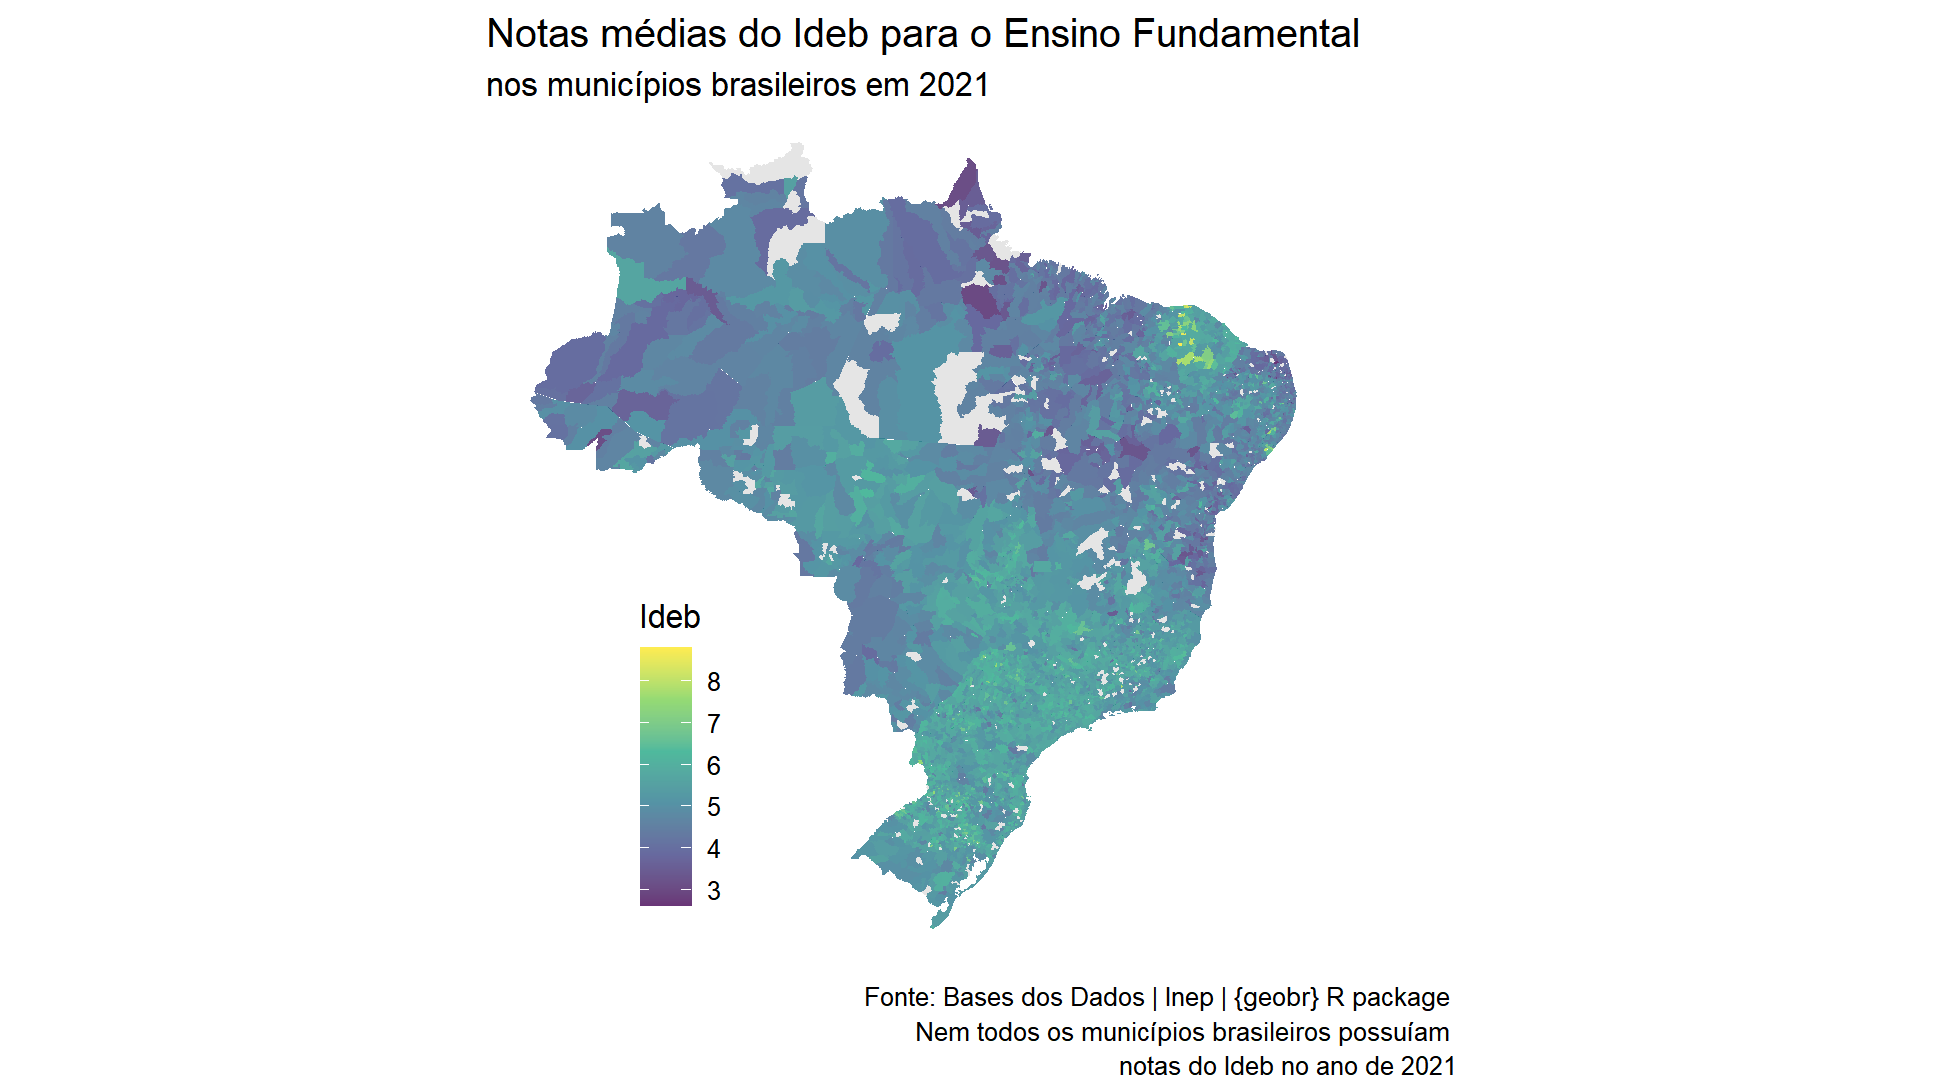 Notas médias do Ideb para o Ensino Fundamental
nos municípios brasileiros em 2021
Ideb
8
7
6
5
4
3
Fonte: Bases dos Dados | Inep | {geobr} R package
Nem todos os municípios brasileiros possuíam
notas do Ideb no ano de 2021